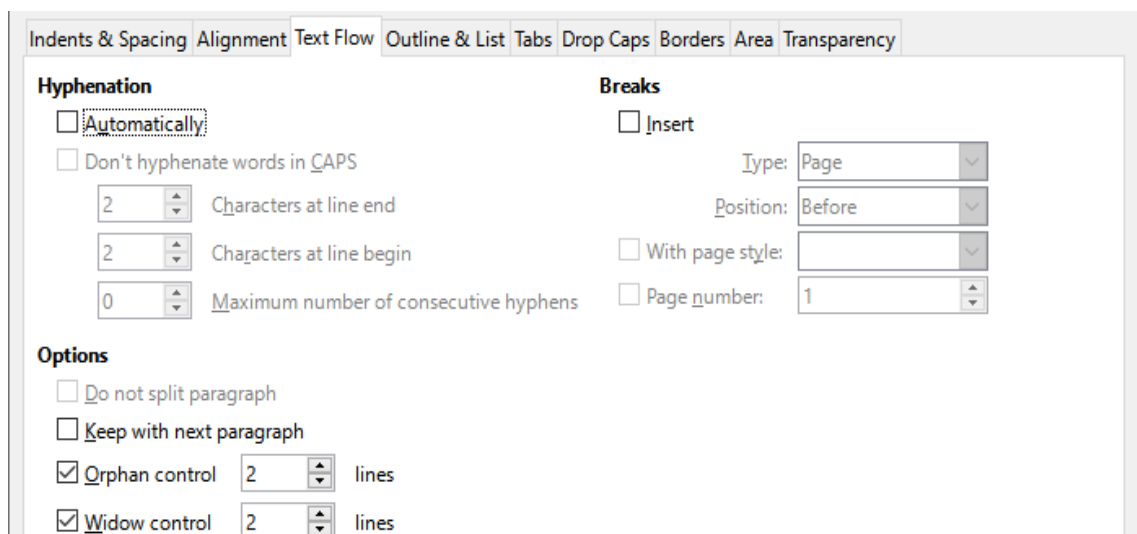 Indents & Spacing Alignment Text Flow Outline & List Tabs Drop Caps Borders Area Transparency
Hyphenation
Automatically
Don't hyphenate words in CAPS
2 Characters at line end
2 Characters at line begin
0 Maximum number of consecutive hyphens
Breaks
Insert
Type: Page
Position: Before
With page style:
Page number: 1
Options
Do not split paragraph
Keep with next paragraph
Orphan control 2 lines
Widow control 2 lines